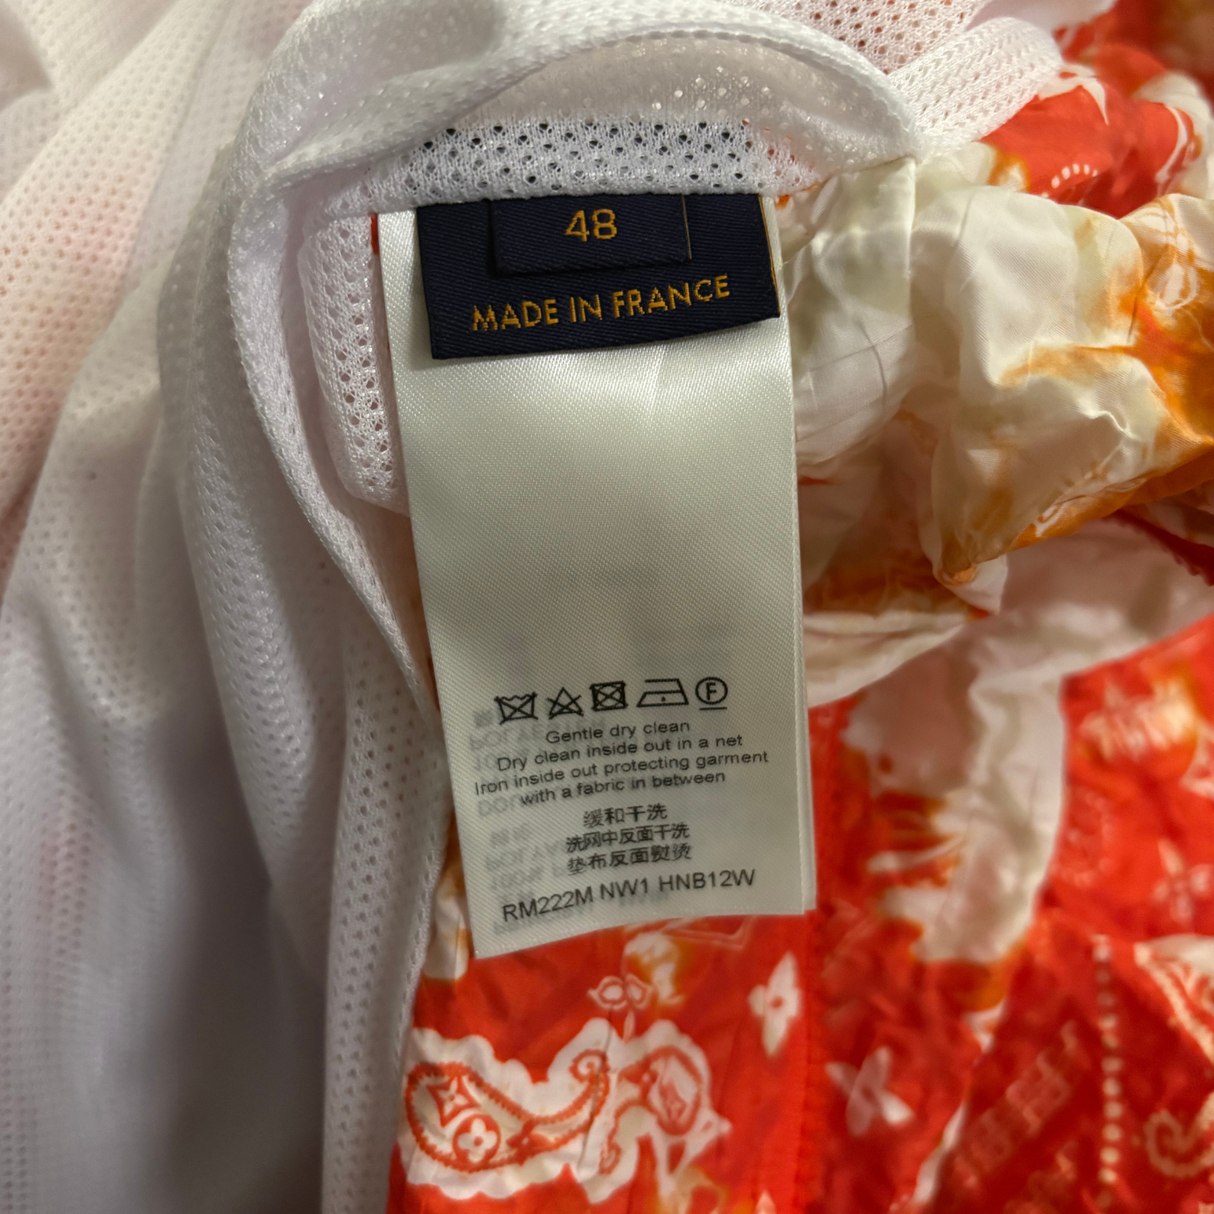 48
MADE IN FRANCE
F
Gentle dry clean
Dry clean inside out in a net
Iron inside out protecting garment
with a fabric in between
缓和干洗
洗网中反面干洗
垫布反面熨烫
RM222M NW1 HNB12W